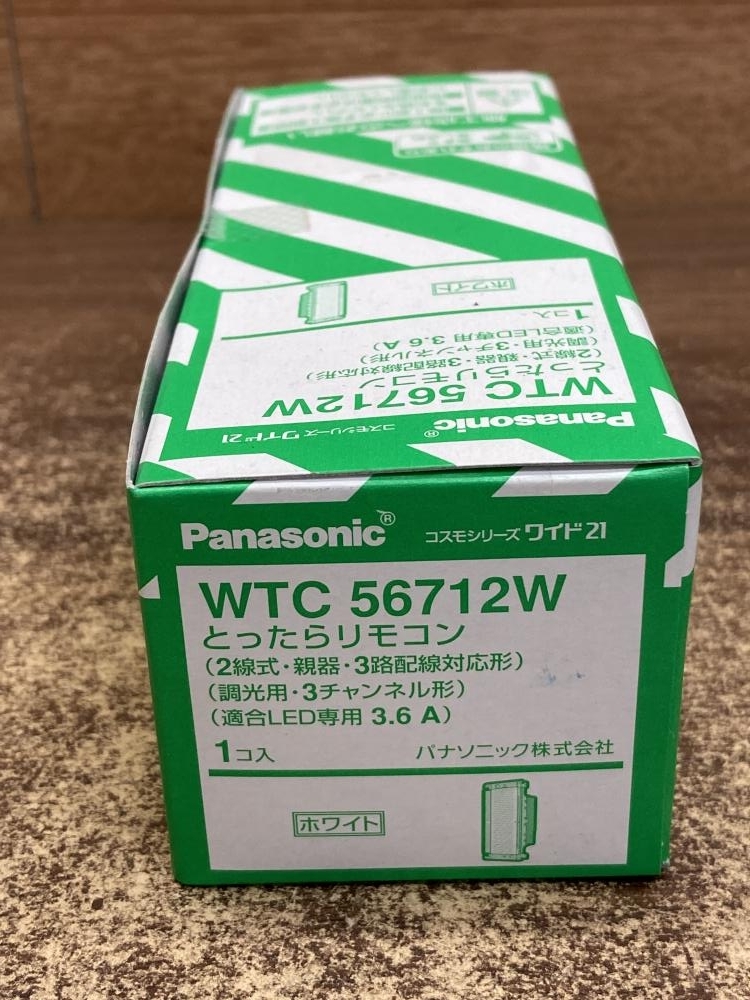 Panasonic® コスモシリーズ ワイド21
WTC 56712W
とったらリモコン
(2線式・親器・3路配線対応形)
(調光用・3チャンネル形)
(適合LED専用 3.6 A)
1コ入
パナソニック株式会社
ホワイト
Panasonic® コスモシリーズ ワイド21
WTC 56712W
とったらリモコン
(2線式・親器・3路配線対応形)
(調光用・3チャンネル形)
(適合LED専用 3.6 A)
1コ入
ホワイト